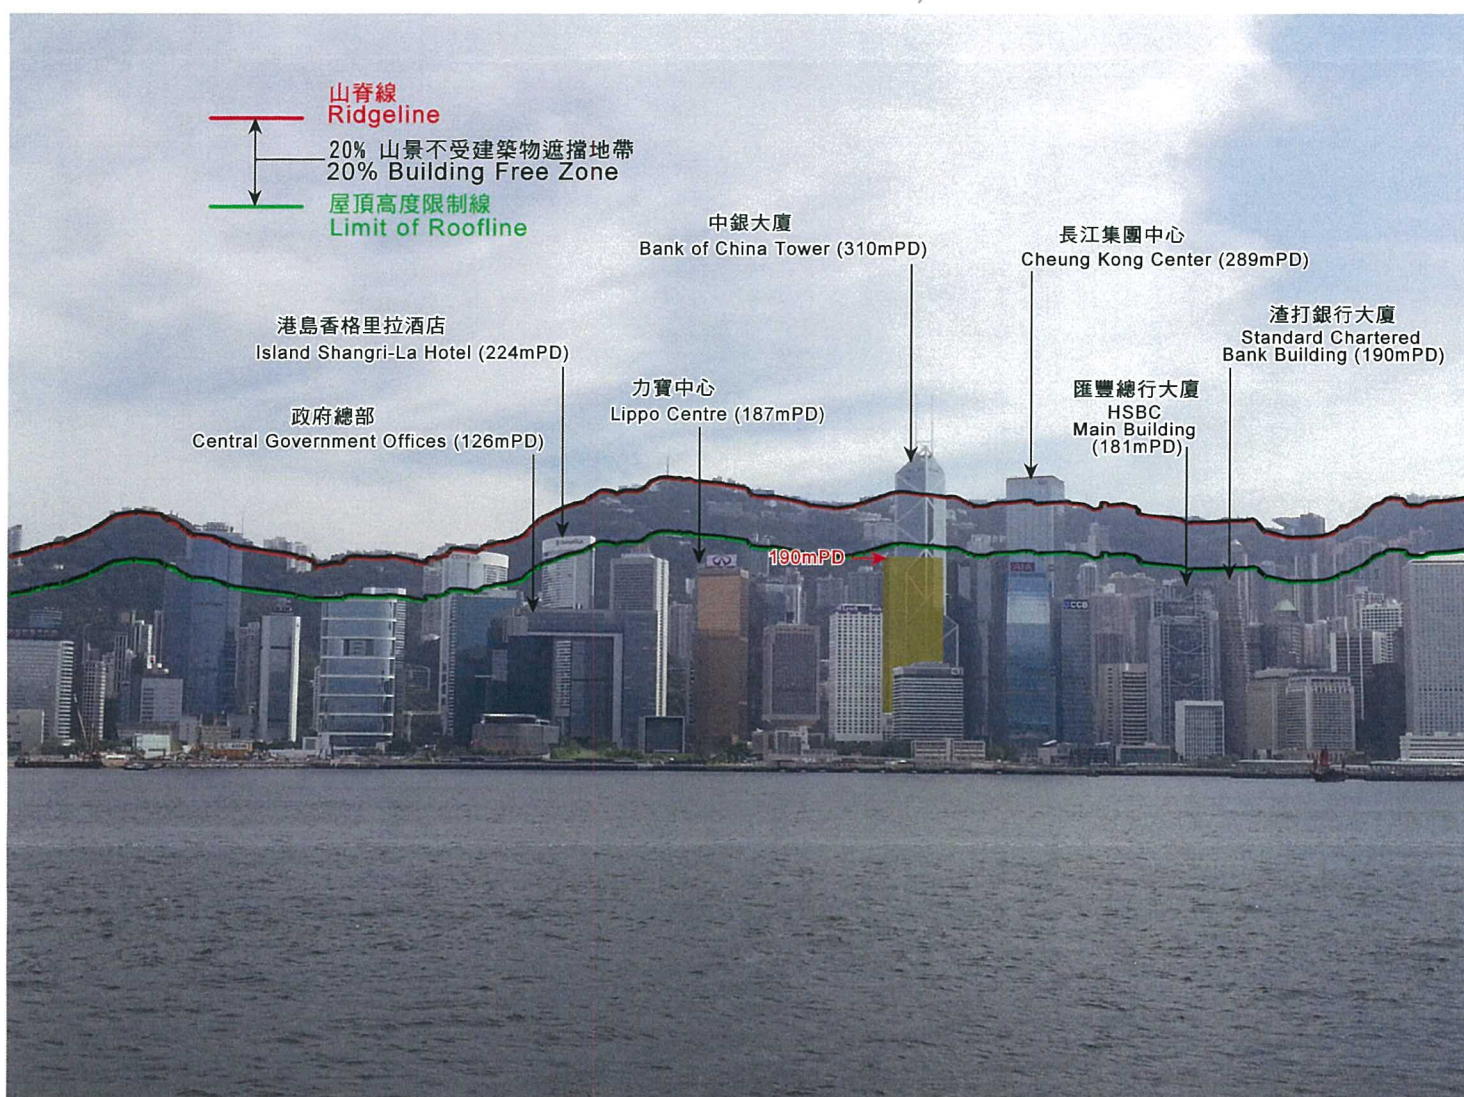 山脊線
Ridgeline
20% 山景不受建築物遮擋地帶
20% Building Free Zone
屋頂高度限制線
Limit of Roofline
中銀大廈
Bank of China Tower (310mPD)
長江集團中心
Cheung Kong Center (289mPD)
港島香格里拉酒店
Island Shangri-La Hotel (224mPD)
渣打銀行大廈
Standard Chartered
Bank Building (190mPD)
力寶中心
Lippo Centre (187mPD)
匯豐總行大廈
HSBC
Main Building
(181mPD)
政府總部
Central Government Offices (126mPD)
190mPD
AIA
CCB